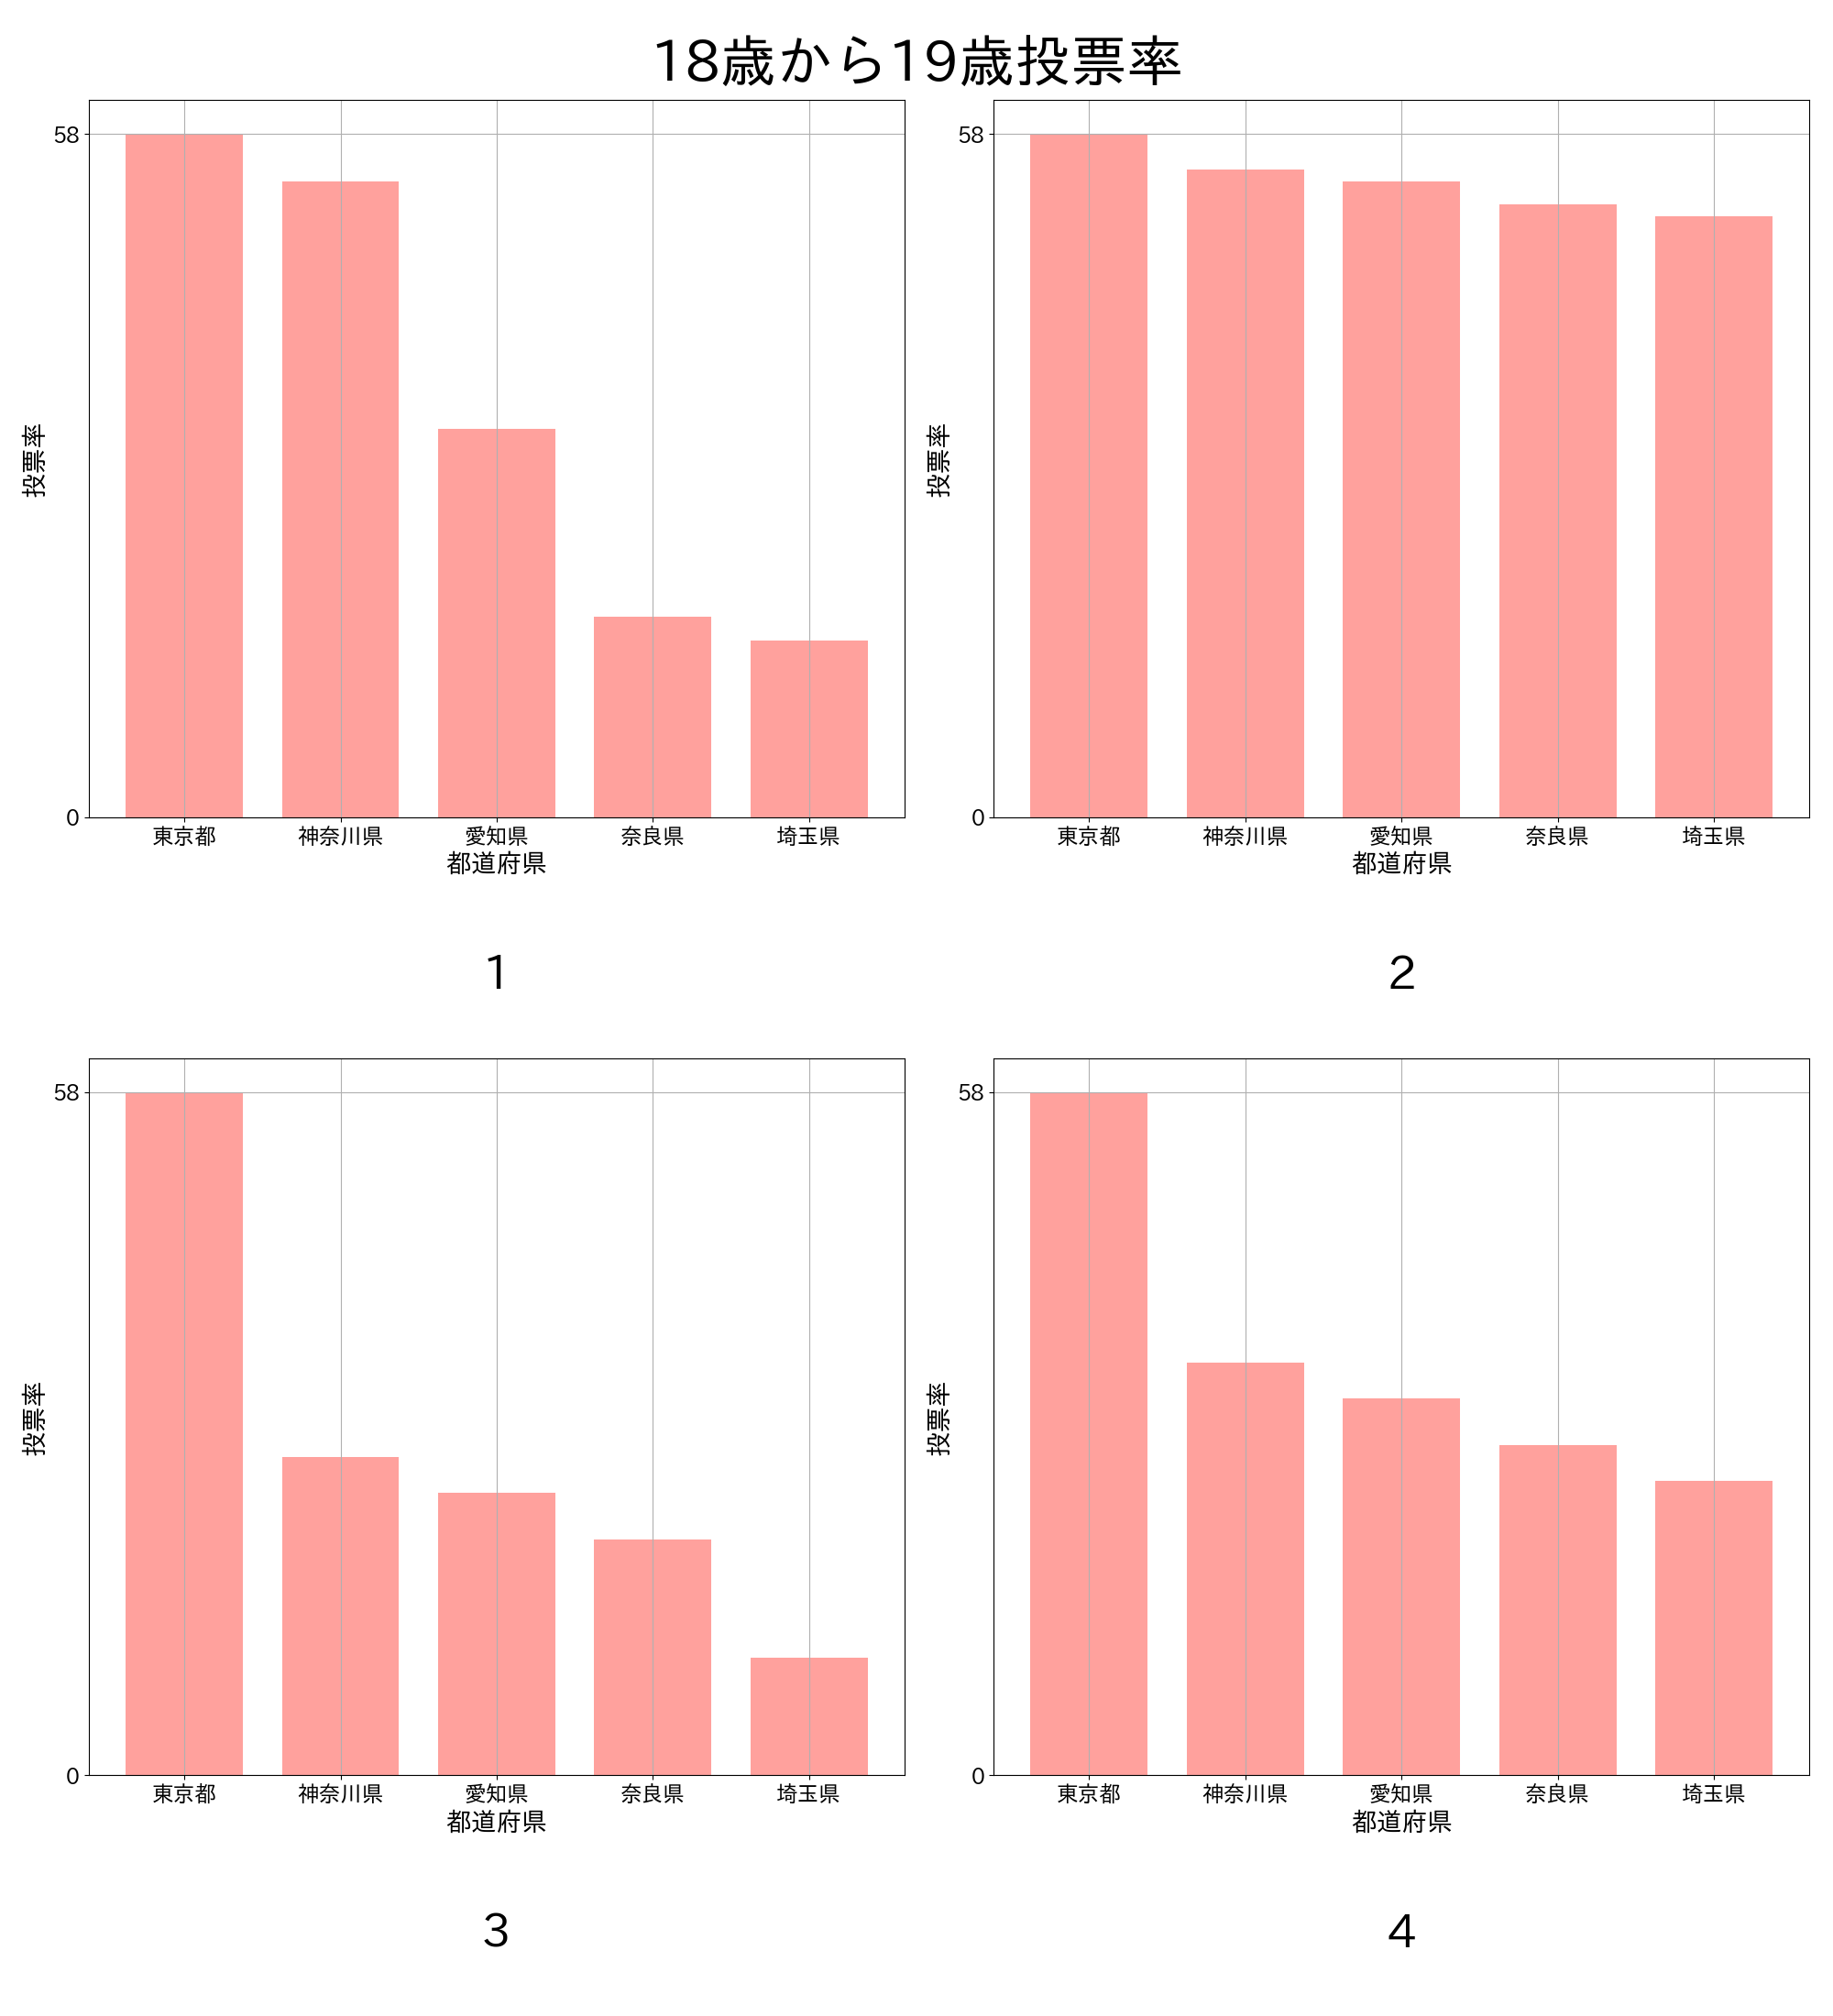 18歳から19歳投票率
58
0
投票率
東京都 神奈川県 愛知県 奈良県 埼玉県
都道府県
1
58
0
投票率
東京都 神奈川県 愛知県 奈良県 埼玉県
都道府県
2
58
0
投票率
東京都 神奈川県 愛知県 奈良県 埼玉県
都道府県
3
58
0
投票率
東京都 神奈川県 愛知県 奈良県 埼玉県
都道府県
4